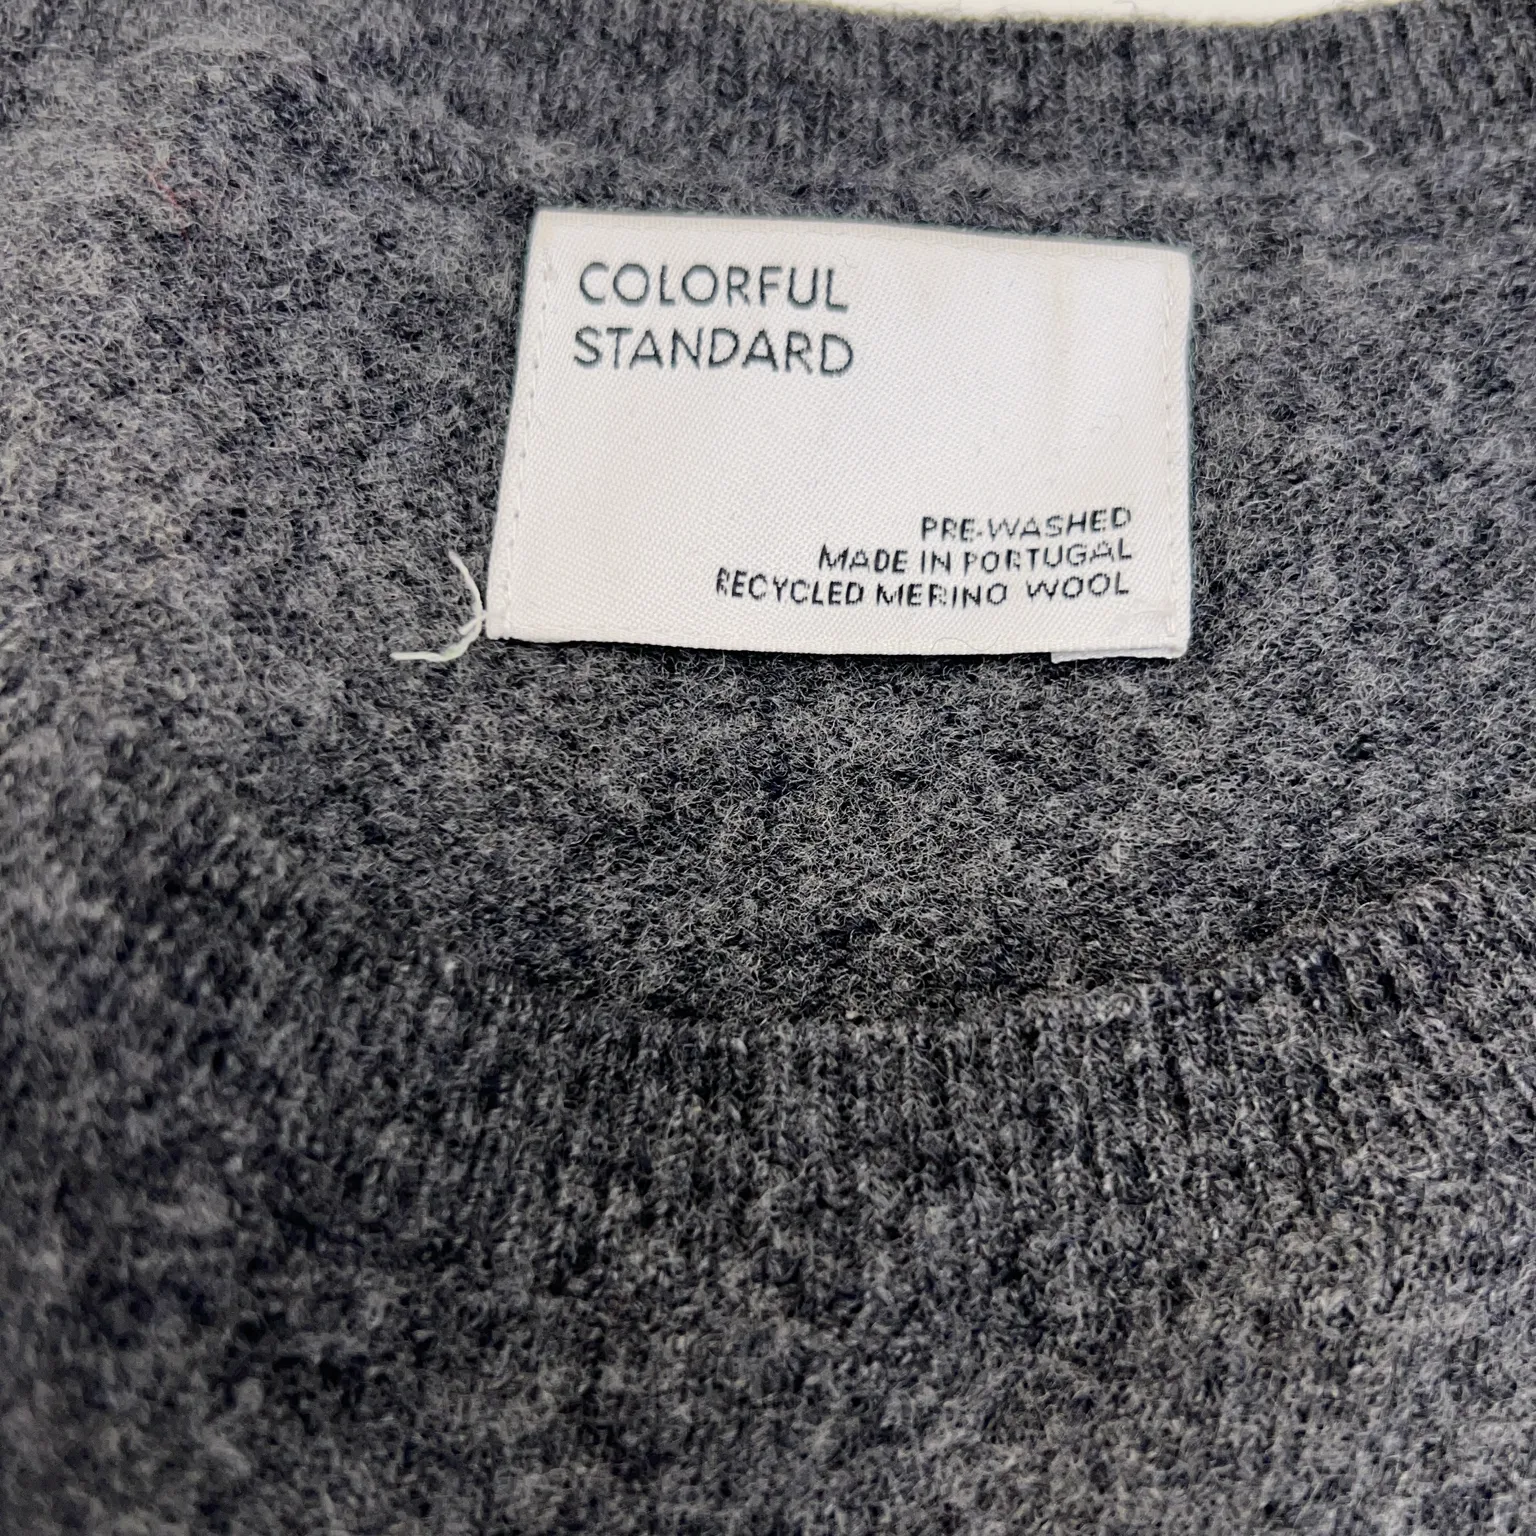 COLORFUL
STANDARD
PRE-WASHED
MADE IN PORTUGAL
RECYCLED MERINO WOOL